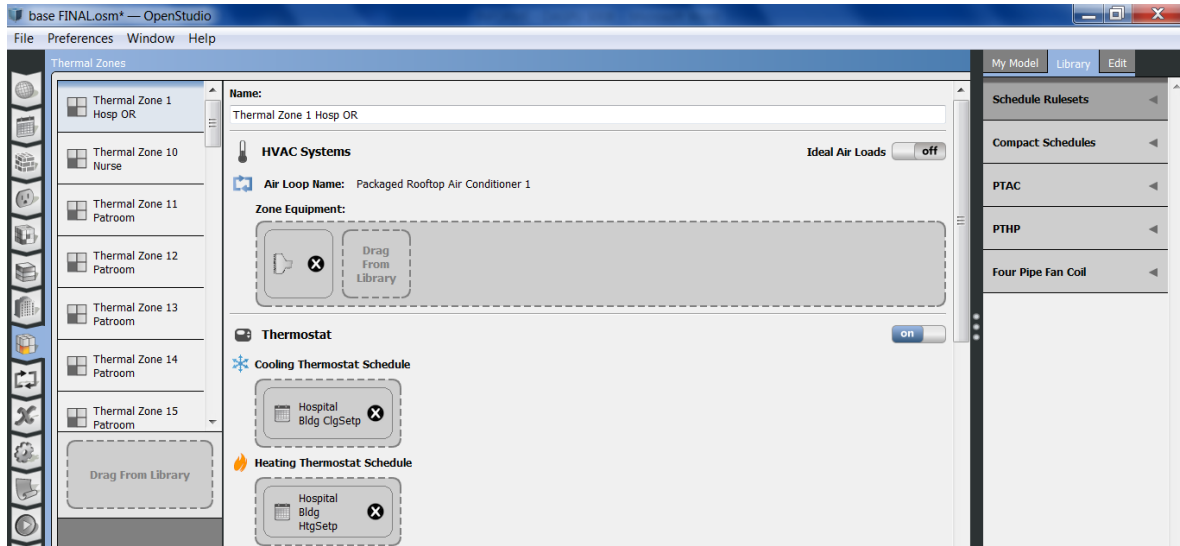 base FINAL.osm* — OpenStudio
File Preferences Window Help
Thermal Zones
My Model Library Edit
Thermal Zone 1
Hosp OR
Thermal Zone 10
Nurse
Thermal Zone 11
Patroom
Thermal Zone 12
Patroom
Thermal Zone 13
Patroom
Thermal Zone 14
Patroom
Thermal Zone 15
Patroom
Drag From Library
Name:
Thermal Zone 1 Hosp OR
HVAC Systems
Ideal Air Loads off
Air Loop Name: Packaged Rooftop Air Conditioner 1
Zone Equipment:
Drag
From
Library
Thermostat
on
Cooling Thermostat Schedule
Hospital
Bldg ClgSetp
Heating Thermostat Schedule
Hospital
Bldg
HtgSetp
Schedule Rulesets
Compact Schedules
PTAC
PTHP
Four Pipe Fan Coil